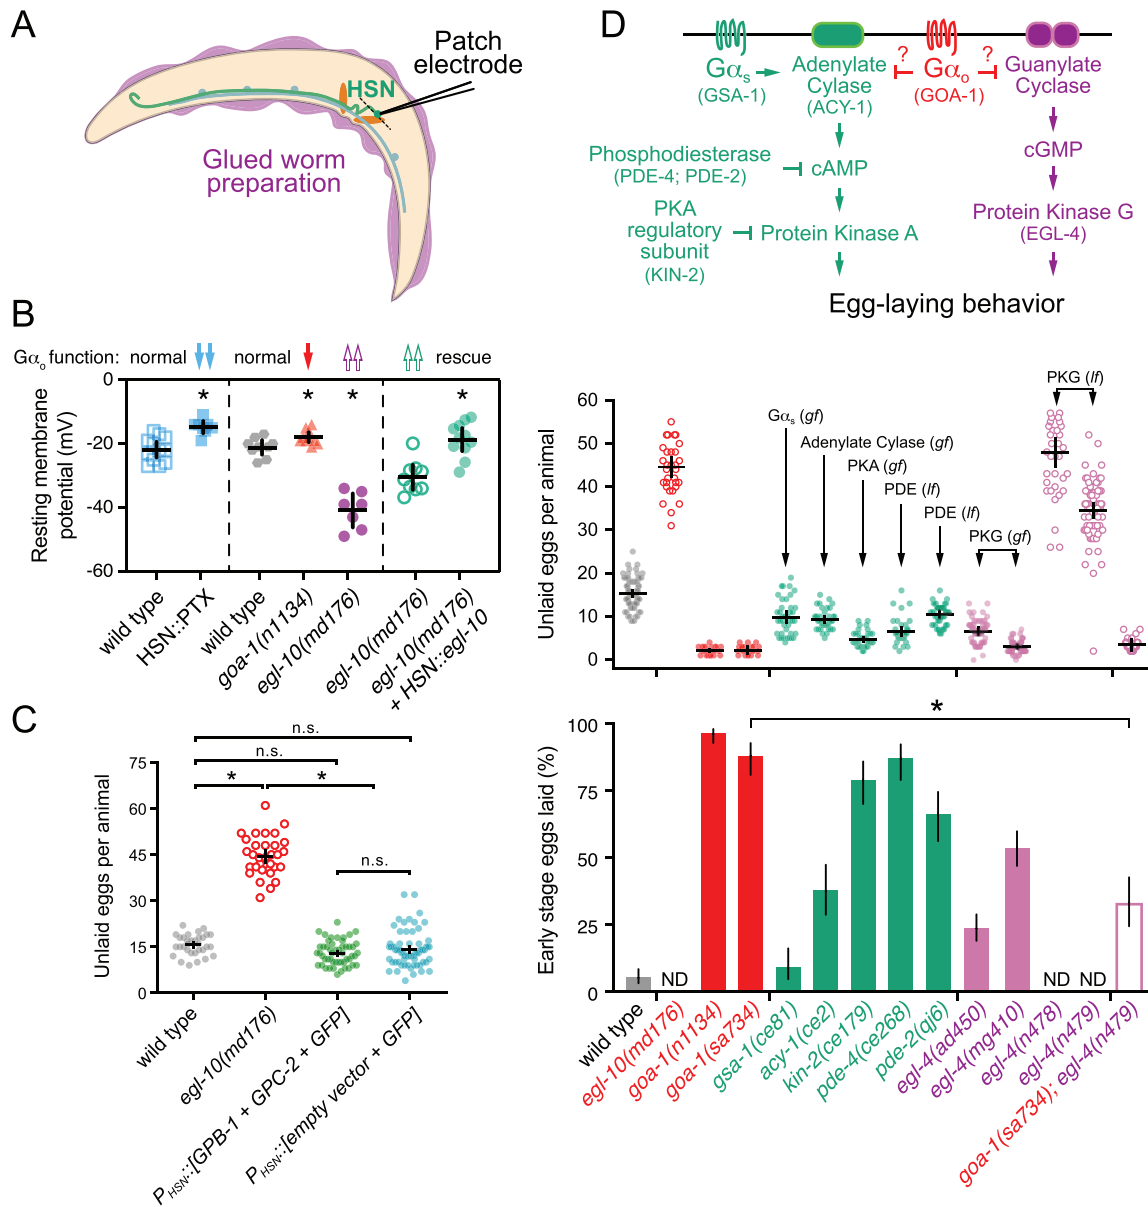 A
Patch
electrode
HSN
Glued worm
preparation
B
Gαo function: normal normal rescue
* * * *
Resting membrane
potential (mV)
0
-20
-40
-60
wild type
HSN::PTX
wild type
goa-1(n1134)
egl-10(md176)
egl-10(md176)
egl-10(md176)
+ HSN::egl-10
C
n.s.
n.s.
* *
n.s.
Unlaid eggs per animal
75
60
45
30
15
0
wild type
egl-10(md176)
PHSN::[GPB-1 + GPC-2 + GFP]
PHSN::[empty vector + GFP]
D
Gαs
(GSA-1)
Adenylate
Cylase
(ACY-1)
?
Gαo
(GOA-1)
?
Guanylate
Cyclase
Phosphodiesterase
(PDE-4; PDE-2)
cAMP
cGMP
PKA
regulatory
subunit
(KIN-2)
Protein Kinase A
Protein Kinase G
(EGL-4)
Egg-laying behavior
Unlaid eggs per animal
60
50
40
30
20
10
0
Gαs (gf)
Adenylate Cylase (gf)
PKA (gf)
PDE (lf)
PDE (lf)
PKG (gf)
PKG (lf)
*
Early stage eggs laid (%)
100
75
50
25
0
ND
ND
ND
wild type
egl-10(md176)
goa-1(n1134)
goa-1(sa734)
gsa-1(ce81)
acy-1(ce2)
kin-2(ce179)
pde-4(ce268)
pde-2(qj6)
egl-4(ad450)
egl-4(mg410)
egl-4(n478)
egl-4(n479)
goa-1(sa734); egl-4(n479)